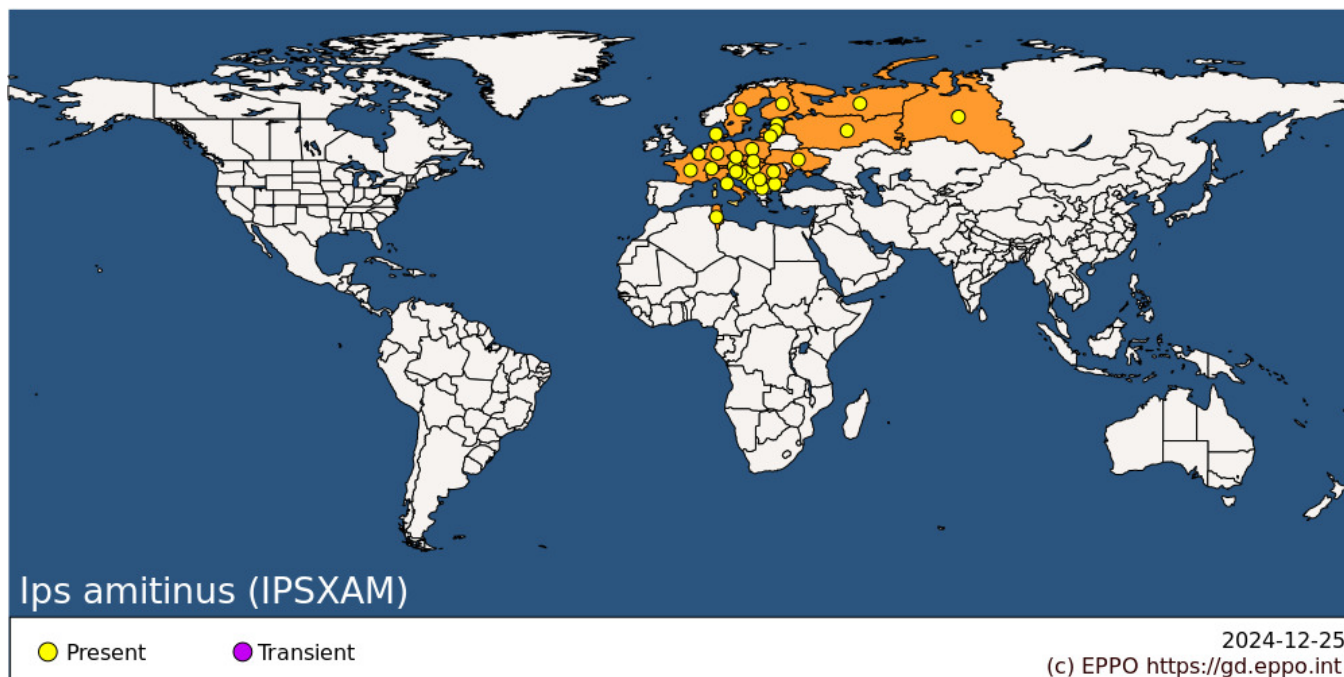 Ips amitinus (IPSXAM)
Present
Transient
2024-12-25
(c) EPPO https://gd.eppo.int